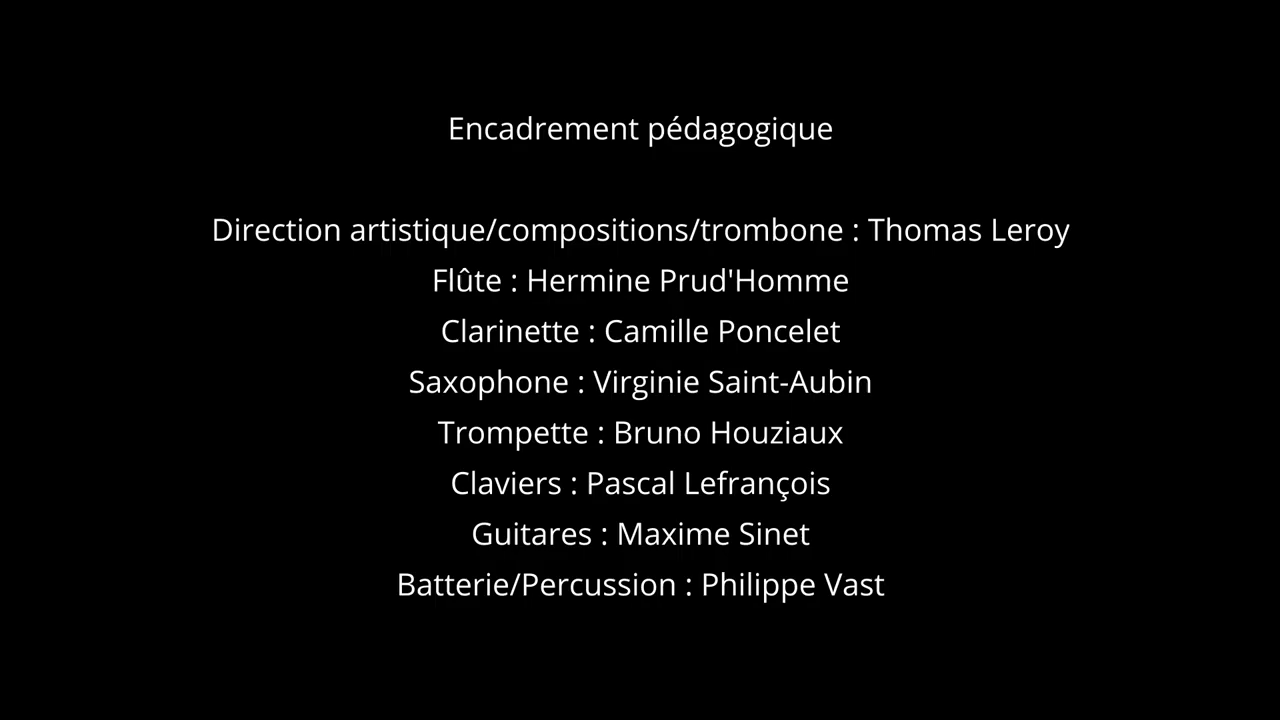 Encadrement pédagogique
Direction artistique/compositions/trombone : Thomas Leroy
Flûte : Hermine Prud'Homme
Clarinette : Camille Poncelet
Saxophone : Virginie Saint-Aubin
Trompette : Bruno Houziaux
Claviers : Pascal Lefrançois
Guitares : Maxime Sinet
Batterie/Percussion : Philippe Vast